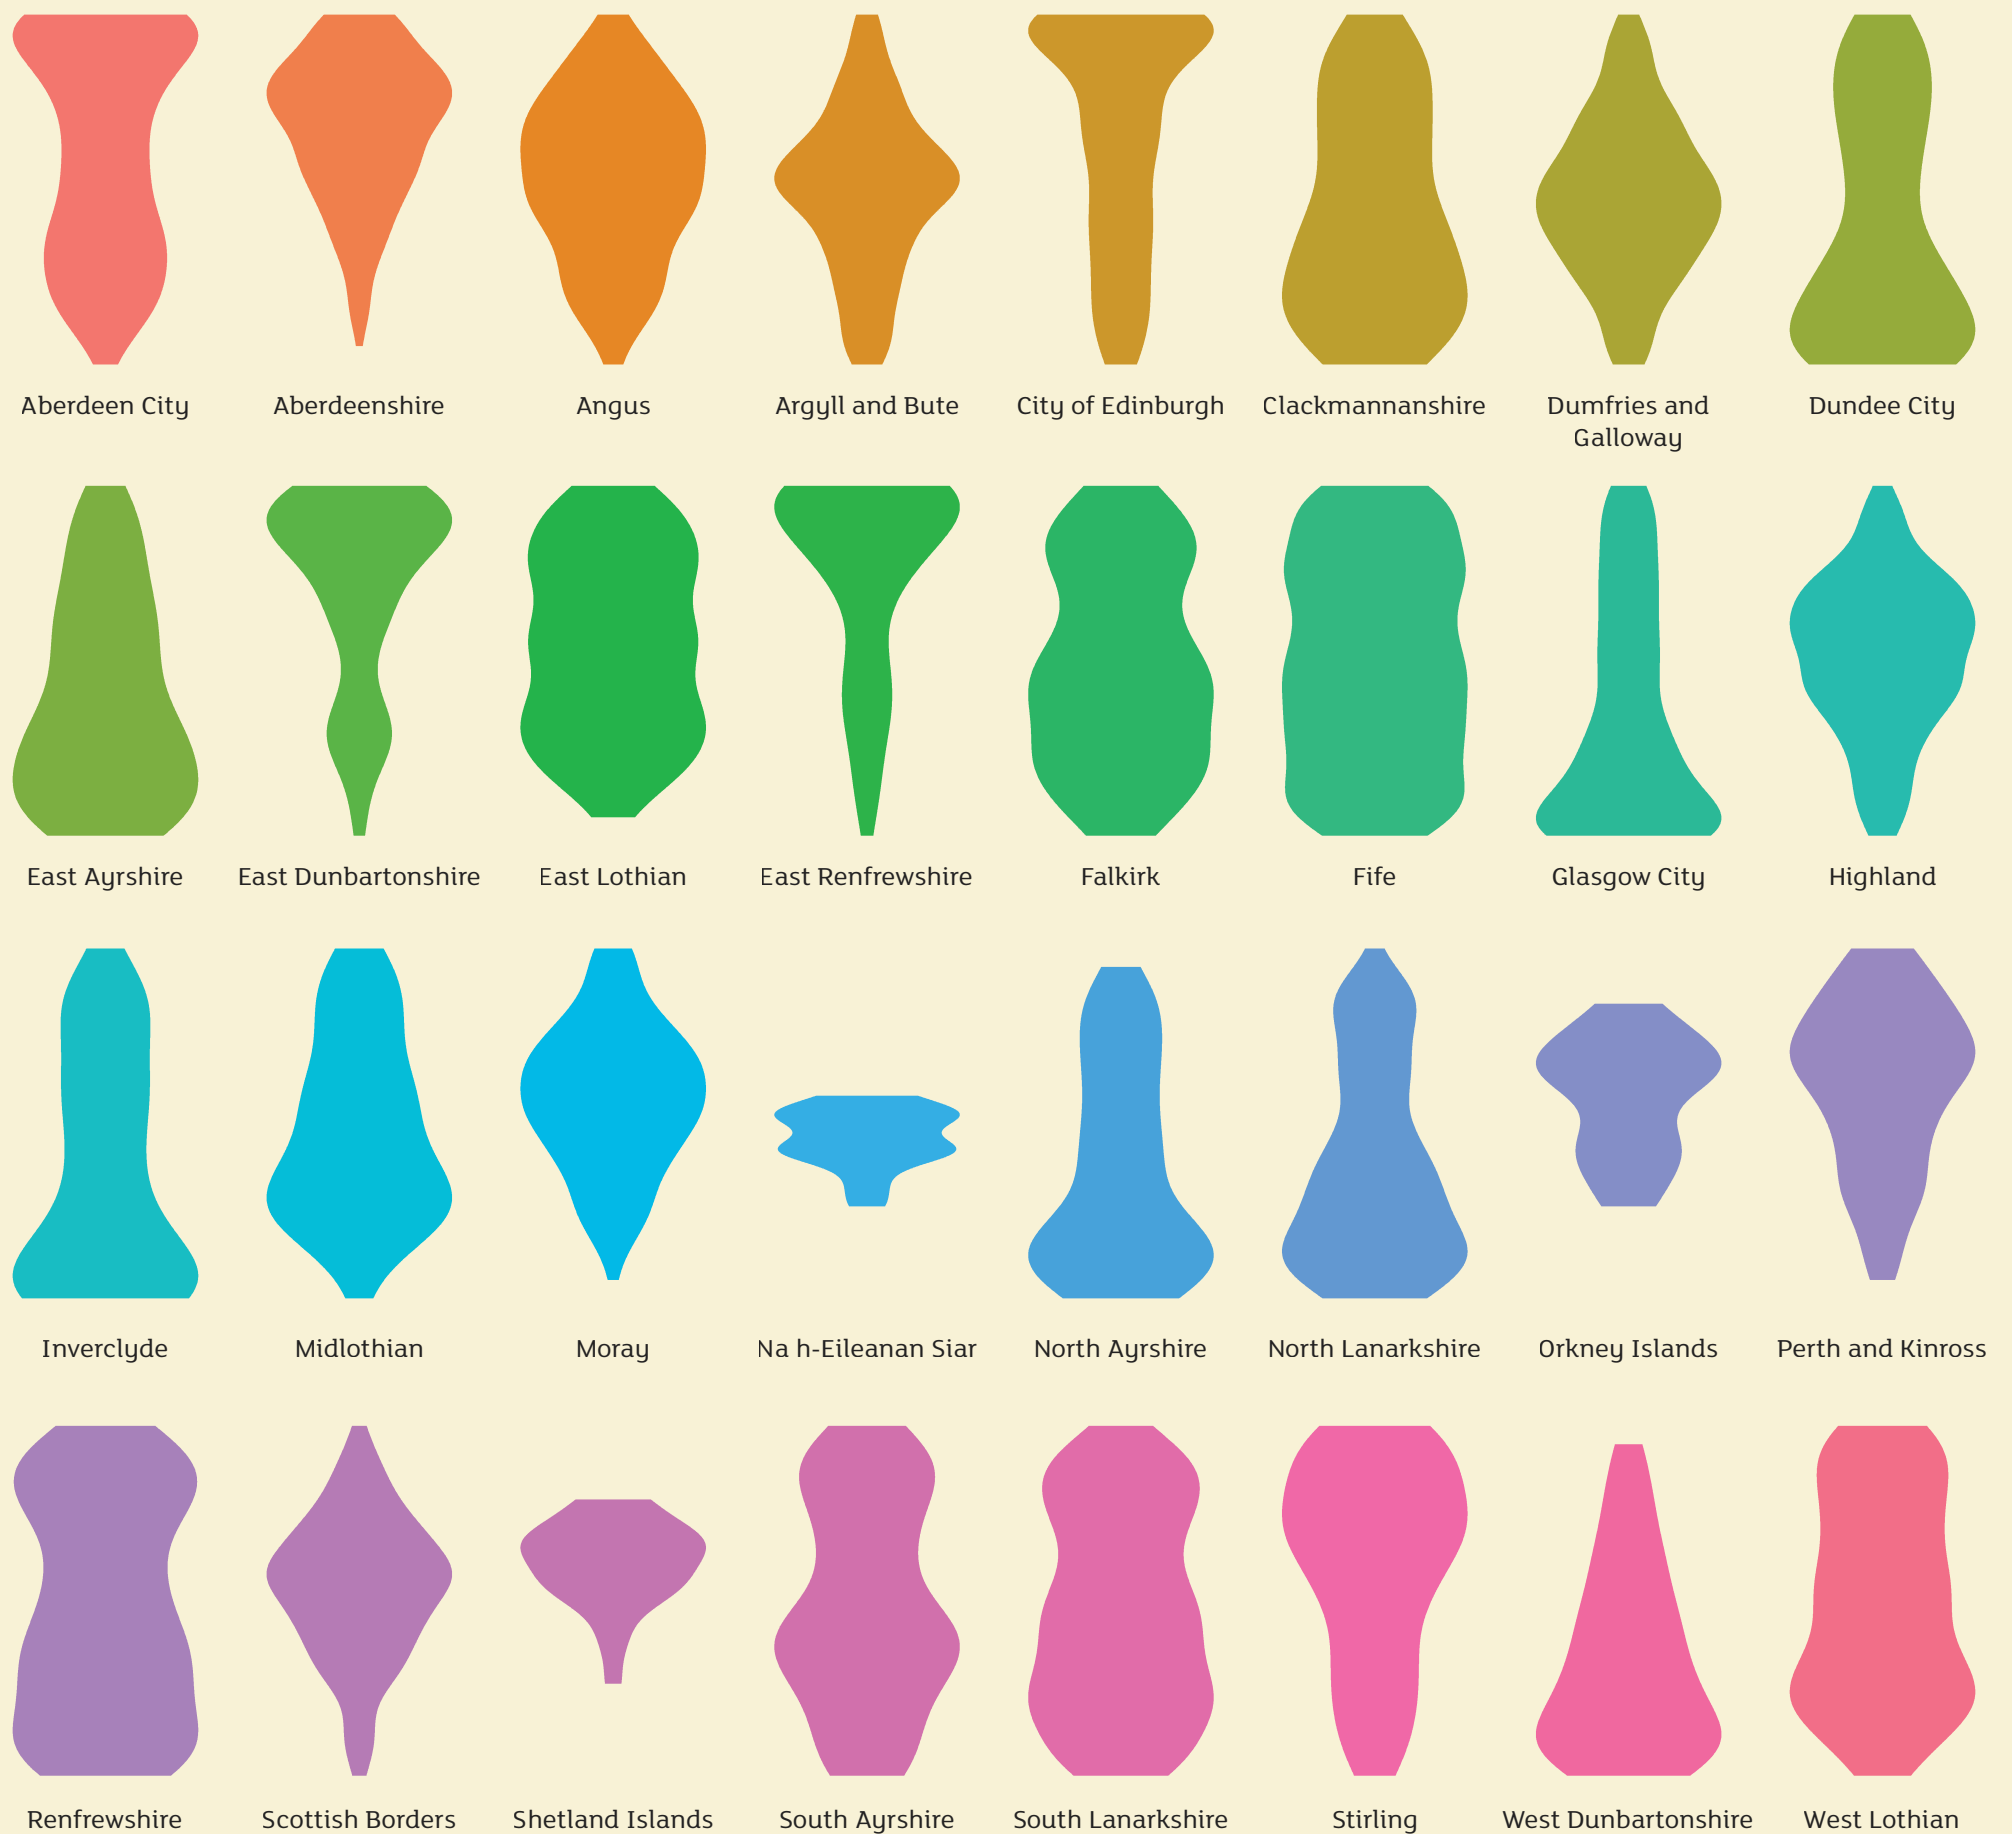 Aberdeen City
Aberdeenshire
Angus
Argyll and Bute
City of Edinburgh
Clackmannanshire
Dumfries and
Galloway
Dundee City
East Ayrshire
East Dunbartonshire
East Lothian
East Renfrewshire
Falkirk
Fife
Glasgow City
Highland
Inverclyde
Midlothian
Moray
Na h-Eileanan Siar
North Ayrshire
North Lanarkshire
Orkney Islands
Perth and Kinross
Renfrewshire
Scottish Borders
Shetland Islands
South Ayrshire
South Lanarkshire
Stirling
West Dunbartonshire
West Lothian